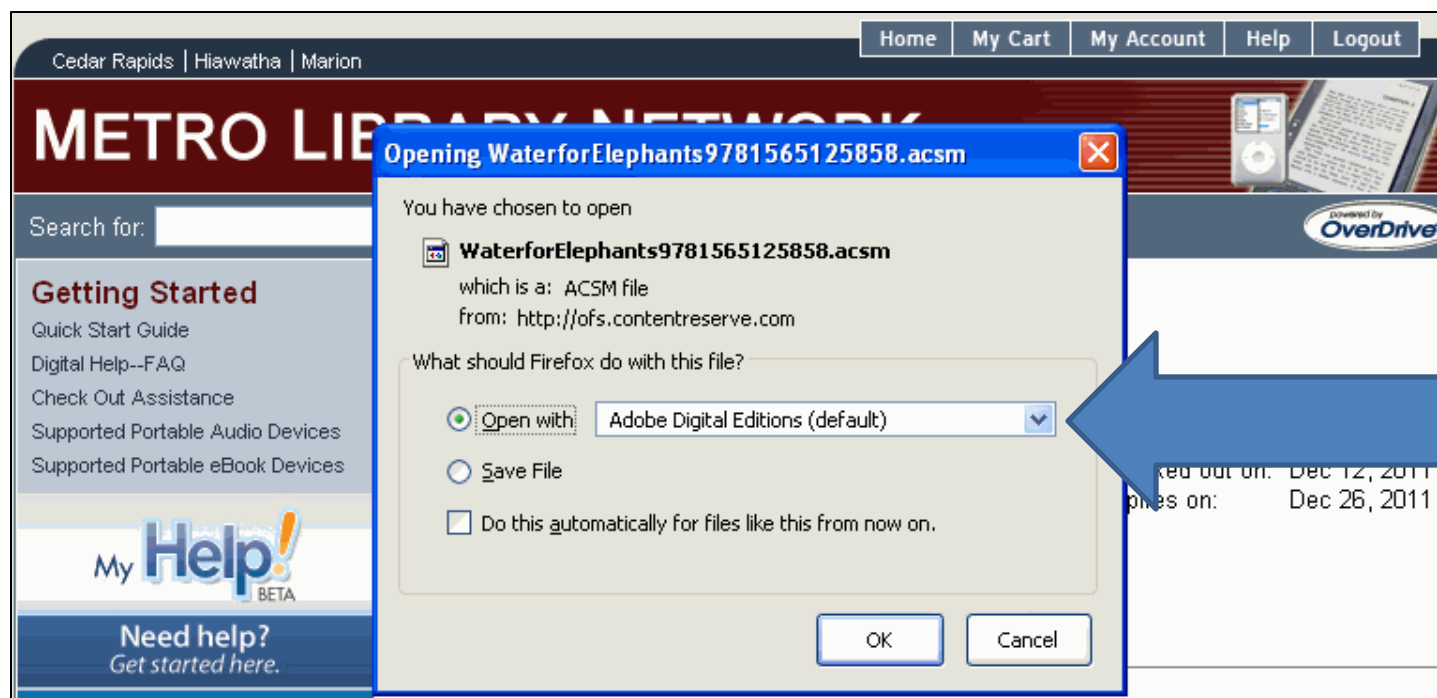 Home My Cart My Account Help Logout
Cedar Rapids | Hiawatha | Marion
METRO LIBRARY NETWORK
Opening WaterforElephants9781565125858.acsm
Search for:
powered by
OverDrive
You have chosen to open
WaterforElephants9781565125858.acsm
which is a: ACSM file
from: http://ofs.contentreserve.com
Getting Started
Quick Start Guide
Digital Help--FAQ
Check Out Assistance
Supported Portable Audio Devices
Supported Portable eBook Devices
What should Firefox do with this file?
Open with Adobe Digital Editions (default)
Save File
Do this automatically for files like this from now on.
out on: Dec 12, 2011
on: Dec 26, 2011
My Help!
BETA
Need help?
Get started here.
OK Cancel